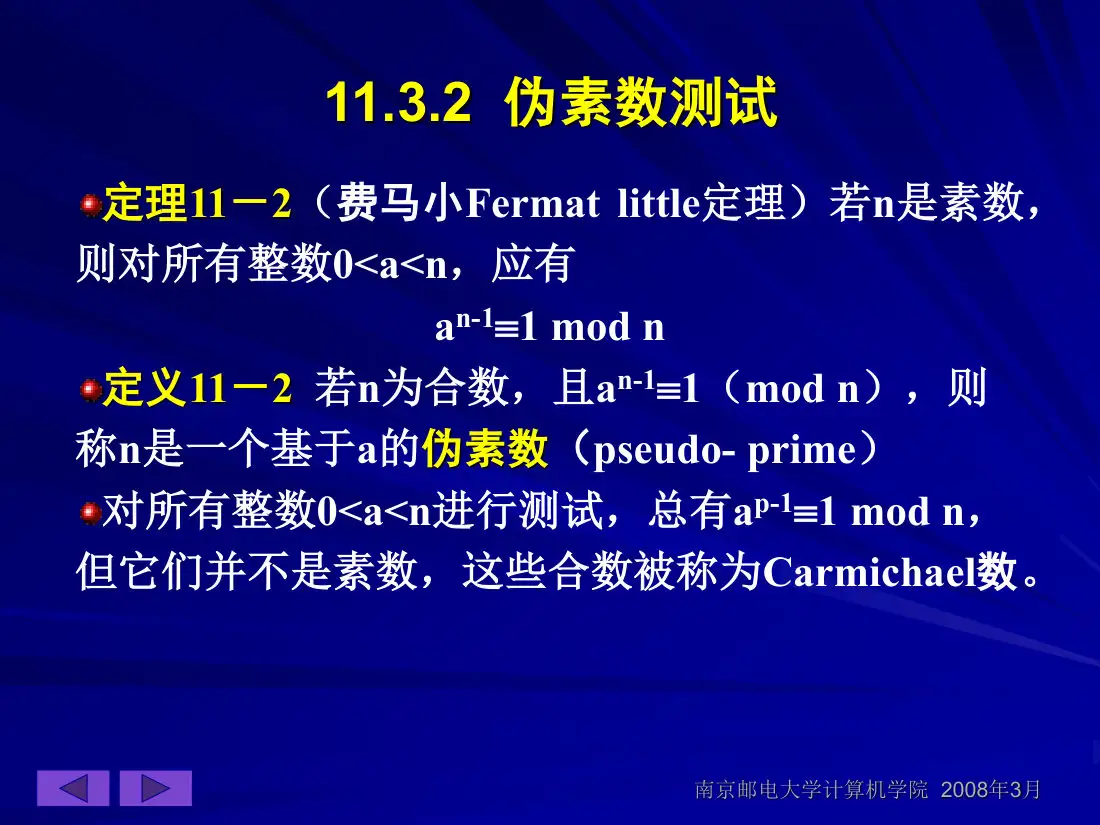 11.3.2 伪素数测试
定理11－2（费马小Fermat little定理）若n是素数，
则对所有整数0<a<n，应有
aⁿ⁻¹≡1 mod n
定义11－2 若n为合数，且aⁿ⁻¹≡1（mod n），则
称n是一个基于a的伪素数（pseudo- prime）
对所有整数0<a<n进行测试，总有aᵖ⁻¹≡1 mod n，
但它们并不是素数，这些合数被称为Carmichael数。
南京邮电大学计算机学院 2008年3月